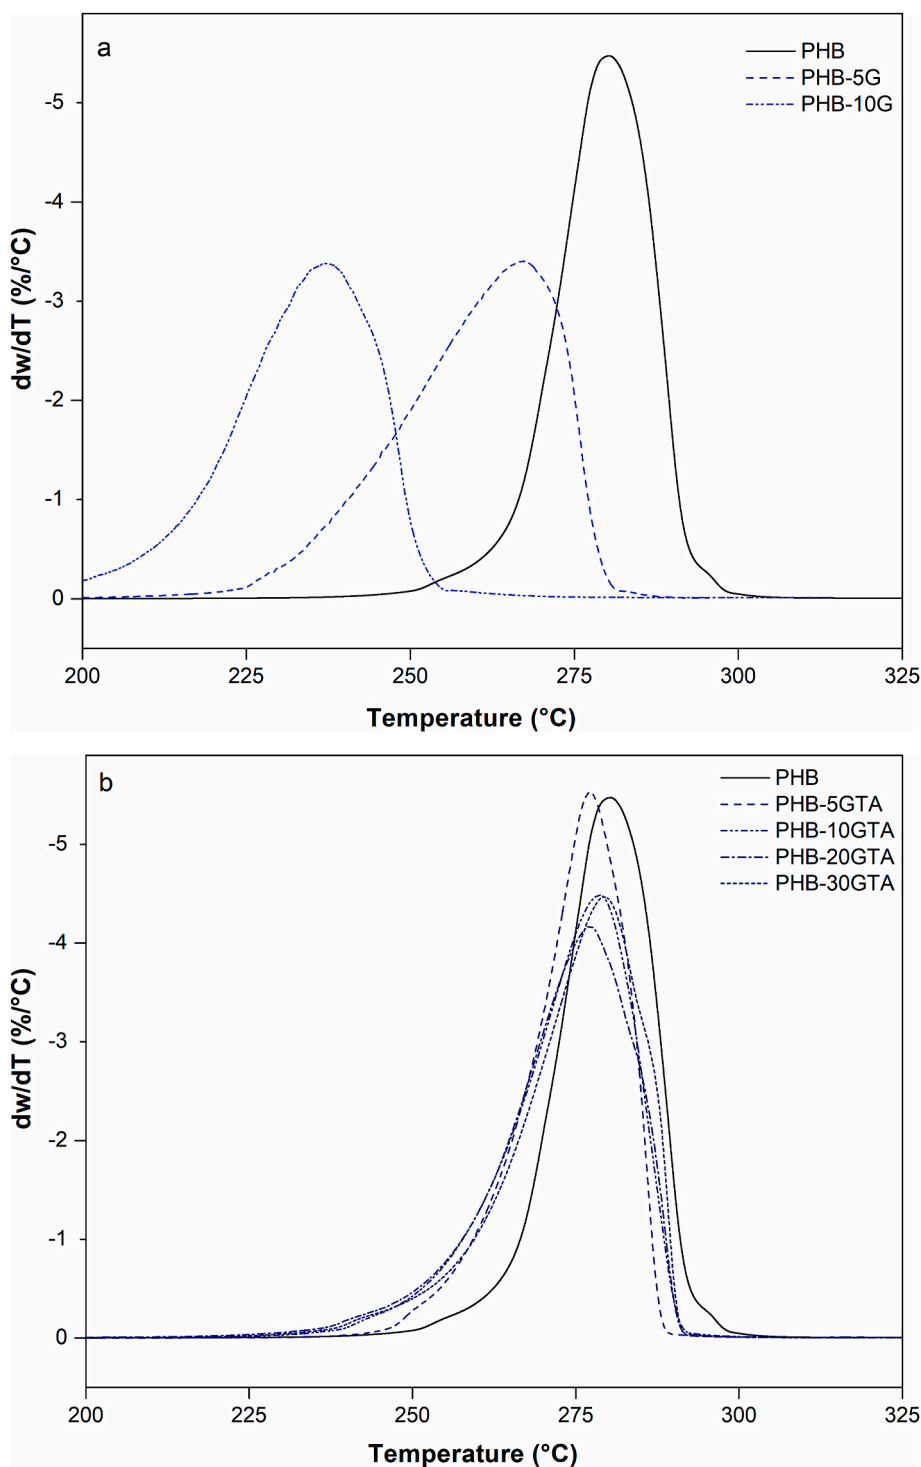 a
PHB
PHB-5G
PHB-10G
-5
-4
-3
-2
-1
0
dw/dT (%/°C)
200 225 250 275 300 325
Temperature (°C)
b
PHB
PHB-5GTA
PHB-10GTA
PHB-20GTA
PHB-30GTA
-5
-4
-3
-2
-1
0
dw/dT (%/°C)
200 225 250 275 300 325
Temperature (°C)